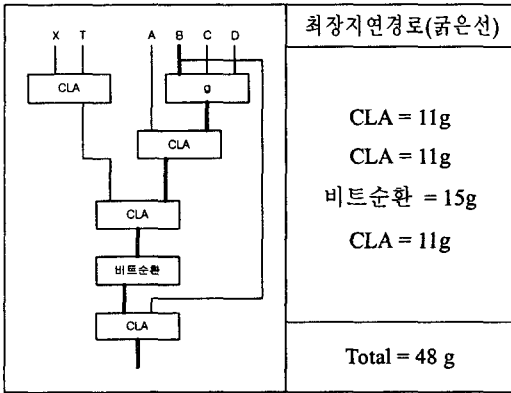 최장지연경로(굵은선)
X T A B C D
CLA
g
CLA
CLA
비트순환
CLA
CLA = 11g
CLA = 11g
비트순환 = 15g
CLA = 11g
Total = 48 g